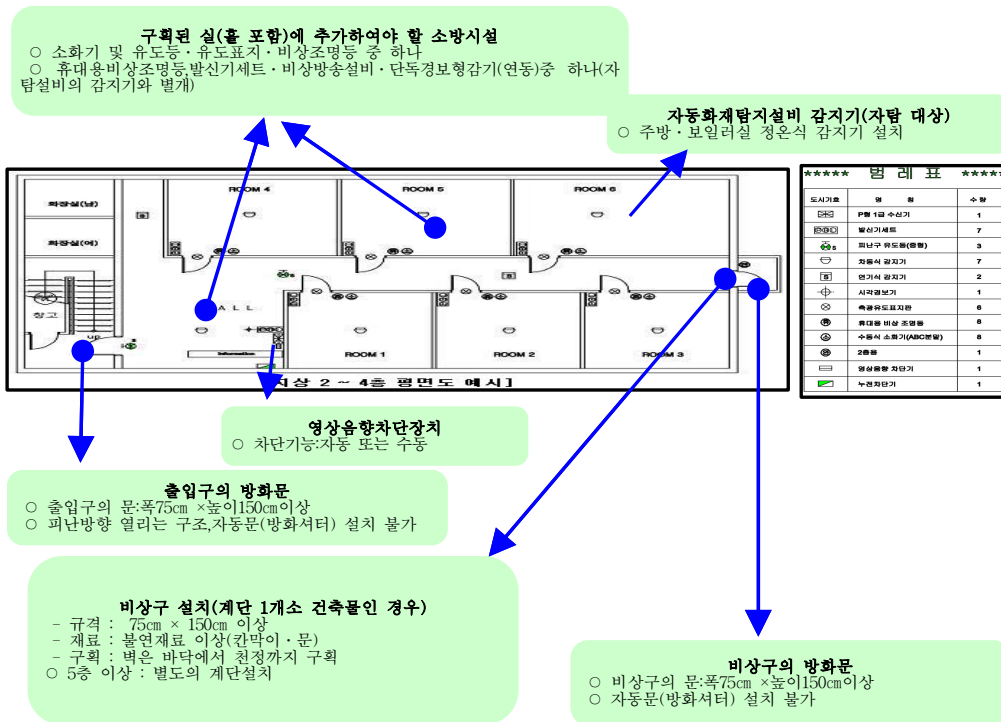 구획된 실(홀 포함)에 추가하여야 할 소방시설
○ 소화기 및 유도등・유도표지・비상조명등 중 하나
○ 휴대용비상조명등,발신기세트・비상방송설비・단독경보형감기(연동)중 하나(자
탐설비의 감지기와 별개)
자동화재탐지설비 감지기(자탐 대상)
○ 주방・보일러실 정온식 감지기 설치
***** 범 례 표 *****
도시기호 명 칭 수 량
P형 1급 수신기 1
발신기세트 7
피난구 유도등(중형) 3
차동식 감지기 7
S 연기식 감지기 2
시각경보기 1
축광유도표지판 6
휴대용 비상 조명등 8
수동식 소화기(ABC분말) 8
2층용 1
영상음향 차단기 1
누전차단기 1
화장실(남)
화장실(여)
창고
UP
ROOM 4
ROOM 5
ROOM 6
S
S
A L L
Information
ROOM 1
ROOM 2
ROOM 3
지상 2 ~ 4층 평면도 예시]
영상음향차단장치
○ 차단기능:자동 또는 수동
출입구의 방화문
○ 출입구의 문:폭75㎝ ×높이150㎝이상
○ 피난방향 열리는 구조,자동문(방화셔터) 설치 불가
비상구 설치(계단 1개소 건축물인 경우)
- 규격 : 75㎝ × 150㎝ 이상
- 재료 : 불연재료 이상(칸막이・문)
- 구획 : 벽은 바닥에서 천정까지 구획
○ 5층 이상 : 별도의 계단설치
비상구의 방화문
○ 비상구의 문:폭75㎝ ×높이150㎝이상
○ 자동문(방화셔터) 설치 불가